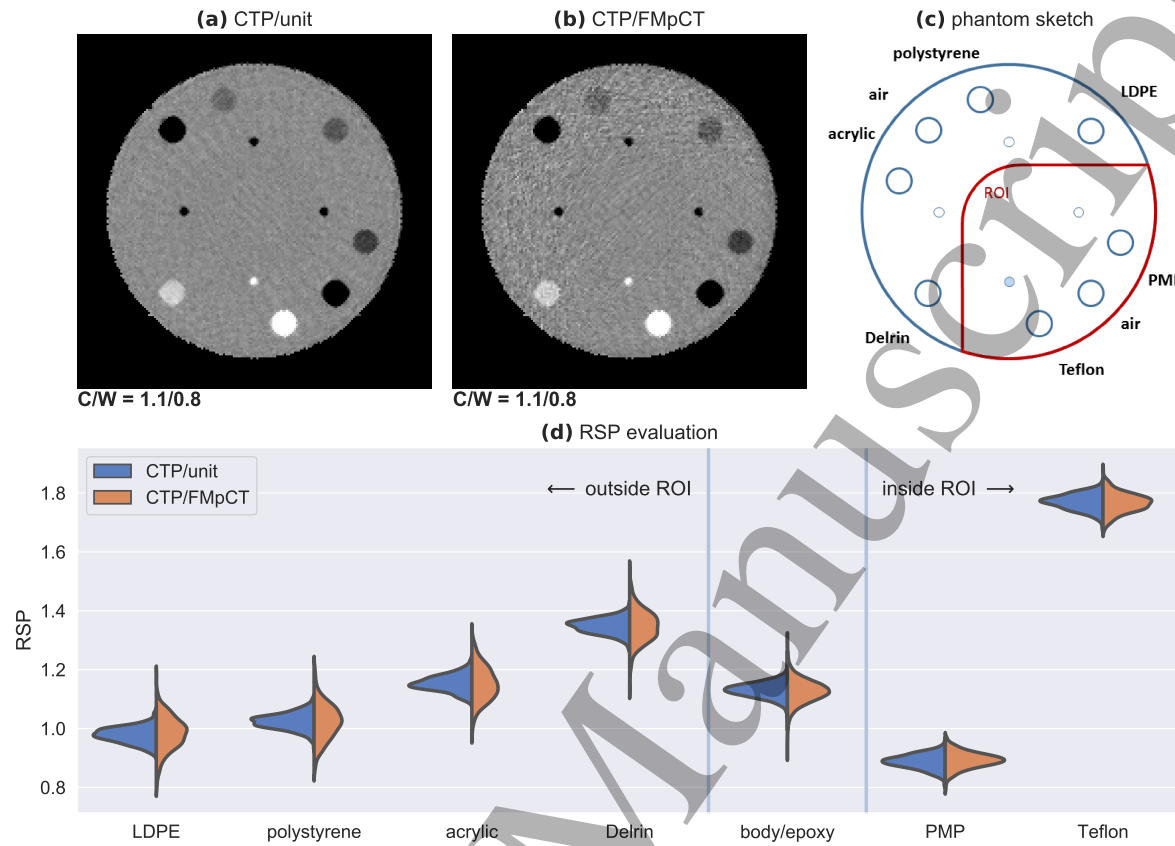 (a) CTP/unit
(b) CTP/FMpCT
(c) phantom sketch
polystyrene
air
LDPE
acrylic
ROI
PMP
air
Delrin
Teflon
C/W = 1.1/0.8
C/W = 1.1/0.8
(d) RSP evaluation
CTP/unit
CTP/FMpCT
← outside ROI
inside ROI →
RSP
1.8
1.6
1.4
1.2
1.0
0.8
LDPE
polystyrene
acrylic
Delrin
body/epoxy
PMP
Teflon
Manuscrip